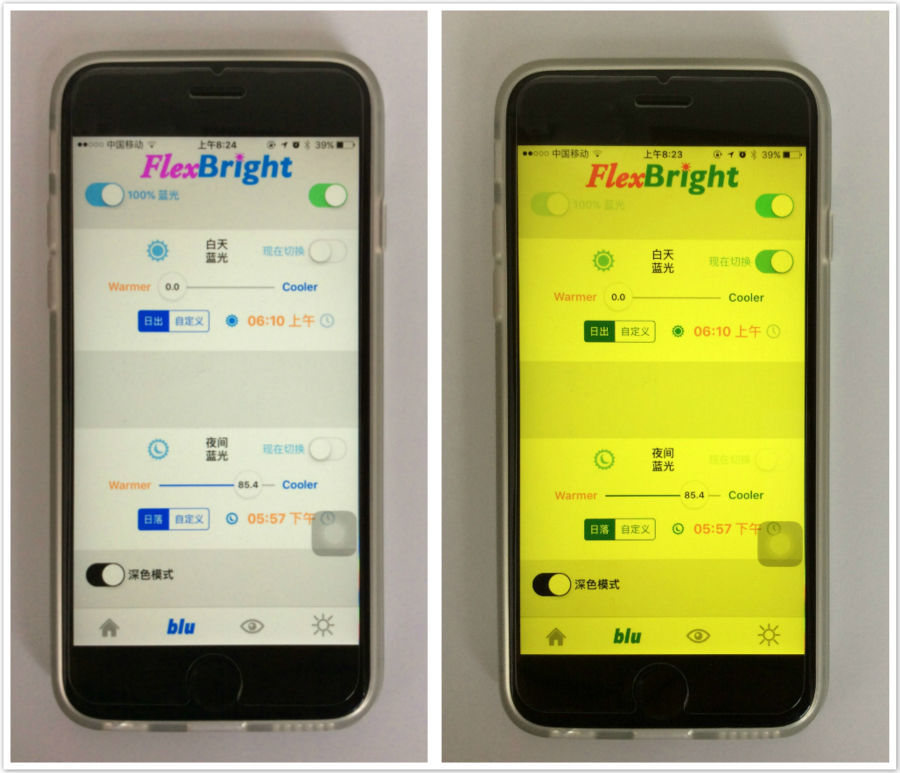 中国移动 上午8:24 39%
FlexBright
100% 蓝光
白天
蓝光
现在切换
Warmer 0.0 Cooler
日出 自定义 06:10 上午
夜间
蓝光
现在切换
Warmer 85.4 Cooler
日落 自定义 05:57 下午
深色模式
blu
中国移动 上午8:23 39%
FlexBright
100% 蓝光
白天
蓝光
现在切换
Warmer 0.0 Cooler
日出 自定义 06:10 上午
夜间
蓝光
现在切换
Warmer 85.4 Cooler
日落 自定义 05:57 下午
深色模式
blu